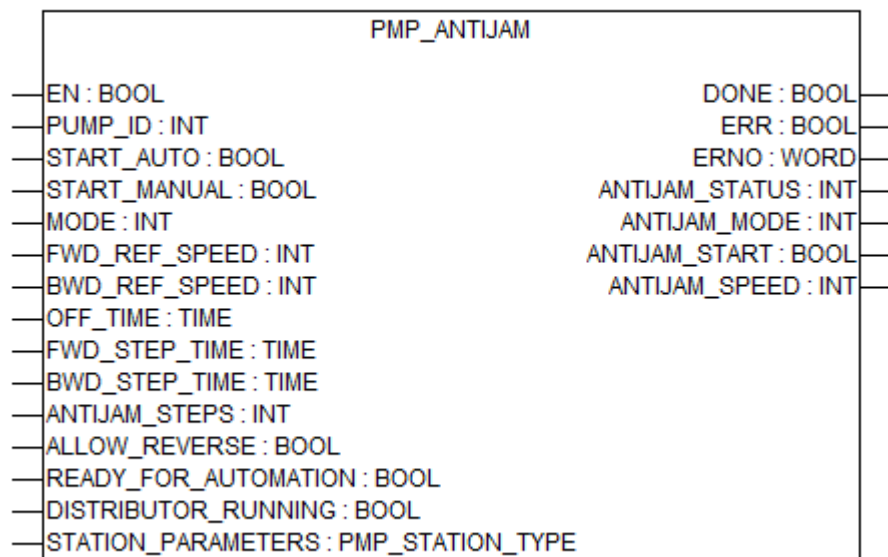 PMP_ANTIJAM
EN : BOOL DONE : BOOL
PUMP_ID : INT ERR : BOOL
START_AUTO : BOOL ERNO : WORD
START_MANUAL : BOOL ANTIJAM_STATUS : INT
MODE : INT ANTIJAM_MODE : INT
FWD_REF_SPEED : INT ANTIJAM_START : BOOL
BWD_REF_SPEED : INT ANTIJAM_SPEED : INT
OFF_TIME : TIME
FWD_STEP_TIME : TIME
BWD_STEP_TIME : TIME
ANTIJAM_STEPS : INT
ALLOW_REVERSE : BOOL
READY_FOR_AUTOMATION : BOOL
DISTRIBUTOR_RUNNING : BOOL
STATION_PARAMETERS : PMP_STATION_TYPE